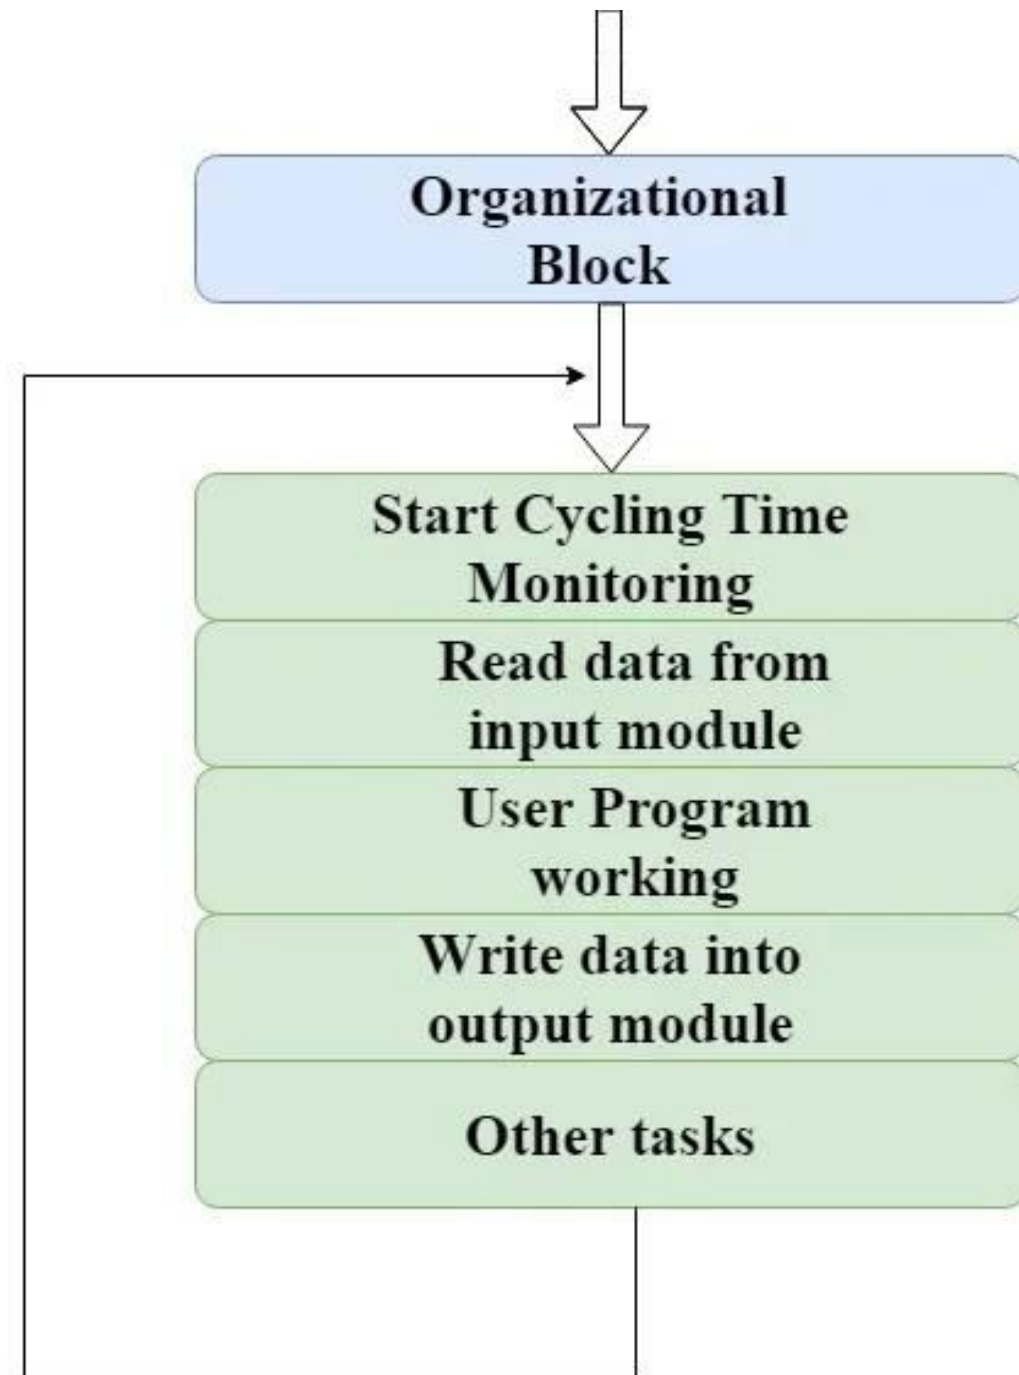 Organizational
Block
Start Cycling Time
Monitoring
Read data from
input module
User Program
working
Write data into
output module
Other tasks